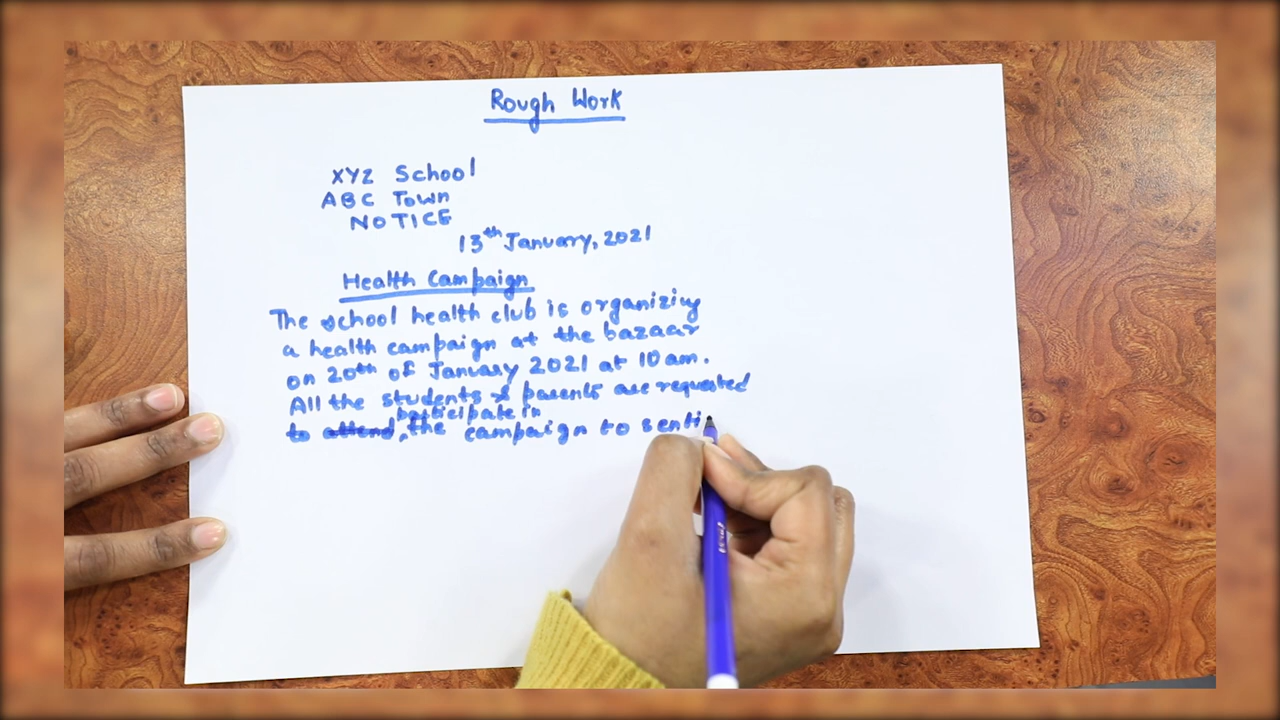 Rough Work
XYZ School
ABC Town
NOTICE
13th January, 2021
Health Campaign
The school health club is organizing
a health campaign at the bazaar
on 20th of January 2021 at 10 am.
All the students & parents are requested
participate in
to attend, the campaign to senti